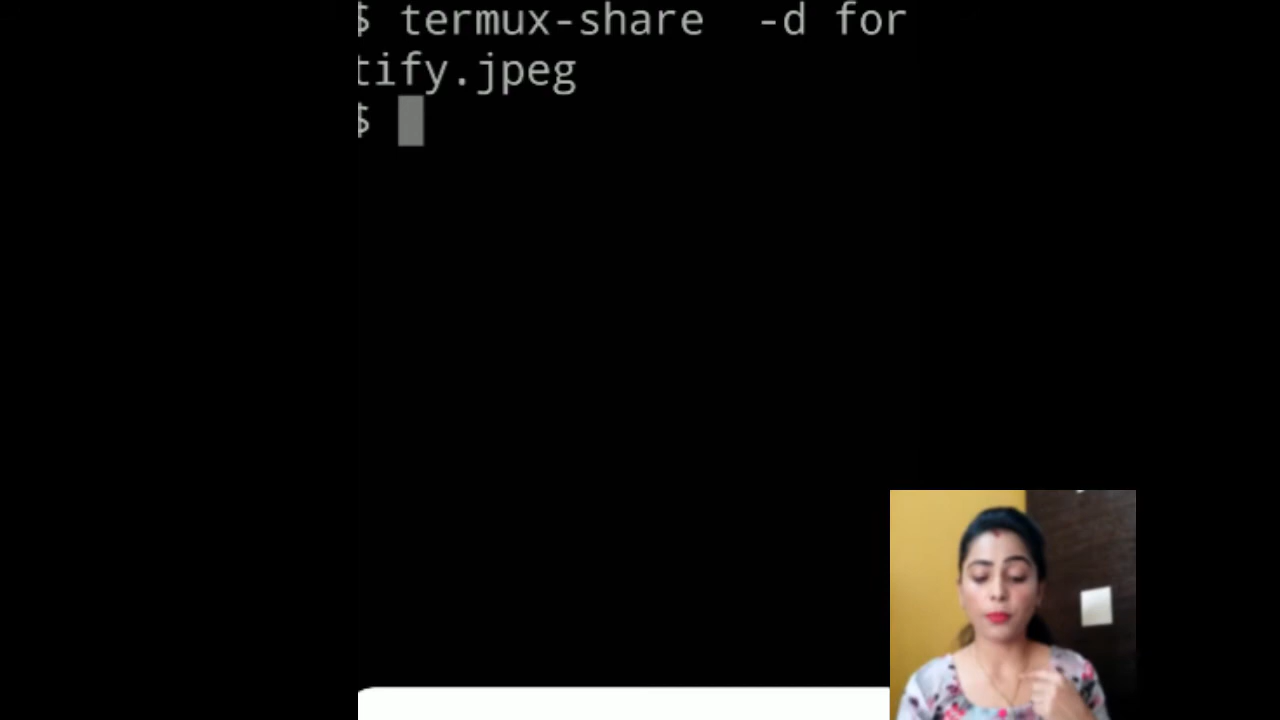 $ termux-share  -d for
tify.jpeg
$